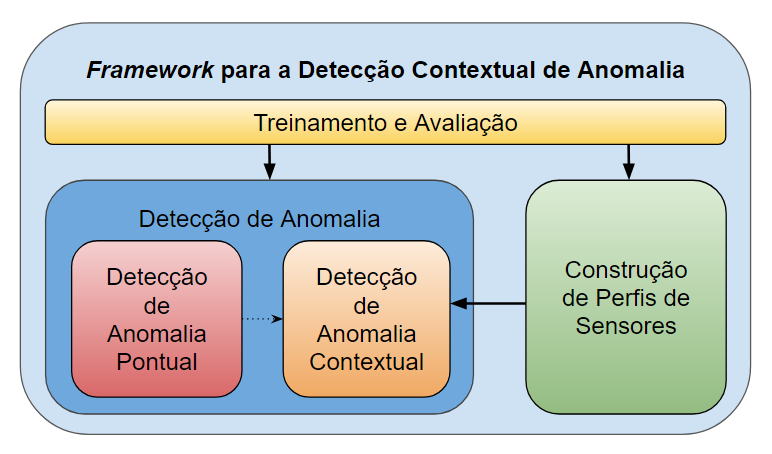 Framework para a Detecção Contextual de Anomalia
Treinamento e Avaliação
Detecção de Anomalia
Detecção
de
Anomalia
Pontual
Detecção
de
Anomalia
Contextual
Construção
de Perfis de
Sensores